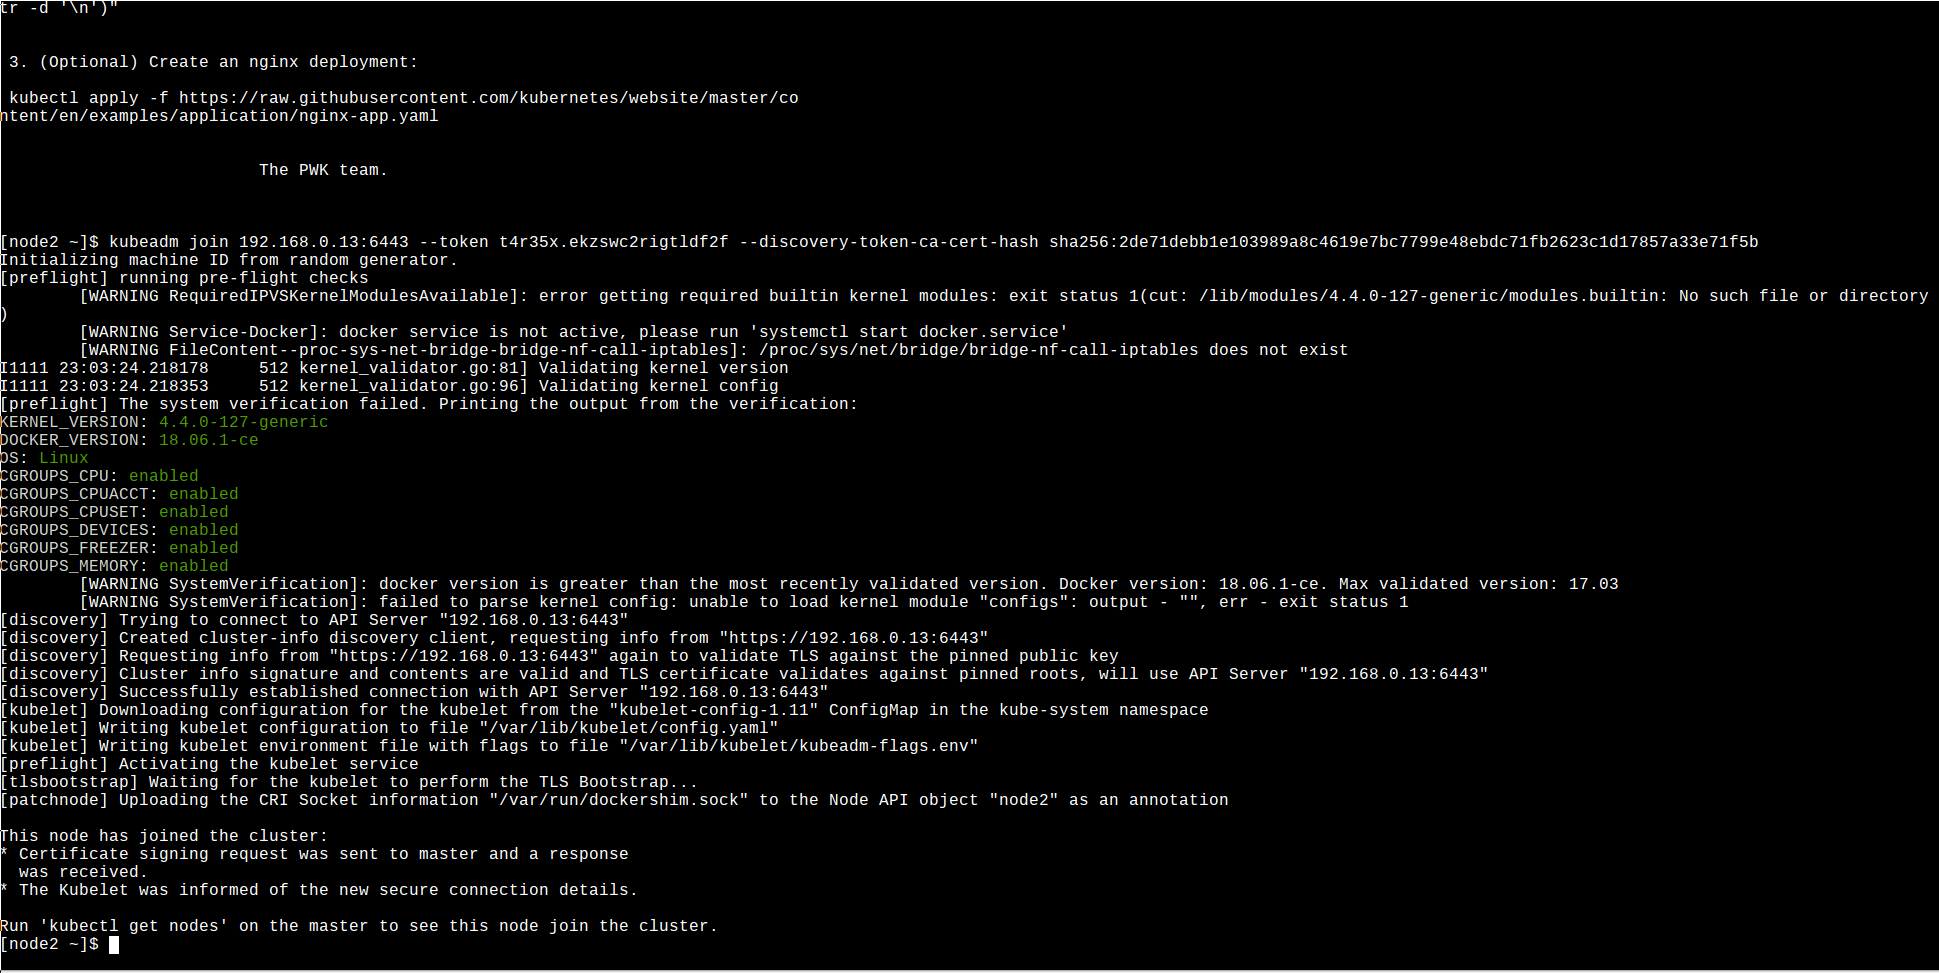 tr -d '\n')"
3. (Optional) Create an nginx deployment:
kubectl apply -f https://raw.githubusercontent.com/kubernetes/website/master/co
ntent/en/examples/application/nginx-app.yaml
The PWK team.
[node2 ~]$ kubeadm join 192.168.0.13:6443 --token t4r35x.ekzswc2rigtldf2f --discovery-token-ca-cert-hash sha256:2de71debb1e103989a8c4619e7bc7799e48ebdc71fb2623c1d17857a33e71f5b
Initializing machine ID from random generator.
[preflight] running pre-flight checks
[WARNING RequiredIPVSKernelModulesAvailable]: error getting required builtin kernel modules: exit status 1(cut: /lib/modules/4.4.0-127-generic/modules.builtin: No such file or directory
)
[WARNING Service-Docker]: docker service is not active, please run 'systemctl start docker.service'
[WARNING FileContent--proc-sys-net-bridge-bridge-nf-call-iptables]: /proc/sys/net/bridge/bridge-nf-call-iptables does not exist
I1111 23:03:24.218178     512 kernel_validator.go:81] Validating kernel version
I1111 23:03:24.218353     512 kernel_validator.go:96] Validating kernel config
[preflight] The system verification failed. Printing the output from the verification:
KERNEL_VERSION: 4.4.0-127-generic
DOCKER_VERSION: 18.06.1-ce
OS: Linux
CGROUPS_CPU: enabled
CGROUPS_CPUACCT: enabled
CGROUPS_CPUSET: enabled
CGROUPS_DEVICES: enabled
CGROUPS_FREEZER: enabled
CGROUPS_MEMORY: enabled
[WARNING SystemVerification]: docker version is greater than the most recently validated version. Docker version: 18.06.1-ce. Max validated version: 17.03
[WARNING SystemVerification]: failed to parse kernel config: unable to load kernel module "configs": output - "", err - exit status 1
[discovery] Trying to connect to API Server "192.168.0.13:6443"
[discovery] Created cluster-info discovery client, requesting info from "https://192.168.0.13:6443"
[discovery] Requesting info from "https://192.168.0.13:6443" again to validate TLS against the pinned public key
[discovery] Cluster info signature and contents are valid and TLS certificate validates against pinned roots, will use API Server "192.168.0.13:6443"
[discovery] Successfully established connection with API Server "192.168.0.13:6443"
[kubelet] Downloading configuration for the kubelet from the "kubelet-config-1.11" ConfigMap in the kube-system namespace
[kubelet] Writing kubelet configuration to file "/var/lib/kubelet/config.yaml"
[kubelet] Writing kubelet environment file with flags to file "/var/lib/kubelet/kubeadm-flags.env"
[preflight] Activating the kubelet service
[tlsbootstrap] Waiting for the kubelet to perform the TLS Bootstrap...
[patchnode] Uploading the CRI Socket information "/var/run/dockershim.sock" to the Node API object "node2" as an annotation
This node has joined the cluster:
* Certificate signing request was sent to master and a response
was received.
* The Kubelet was informed of the new secure connection details.
Run 'kubectl get nodes' on the master to see this node join the cluster.
[node2 ~]$